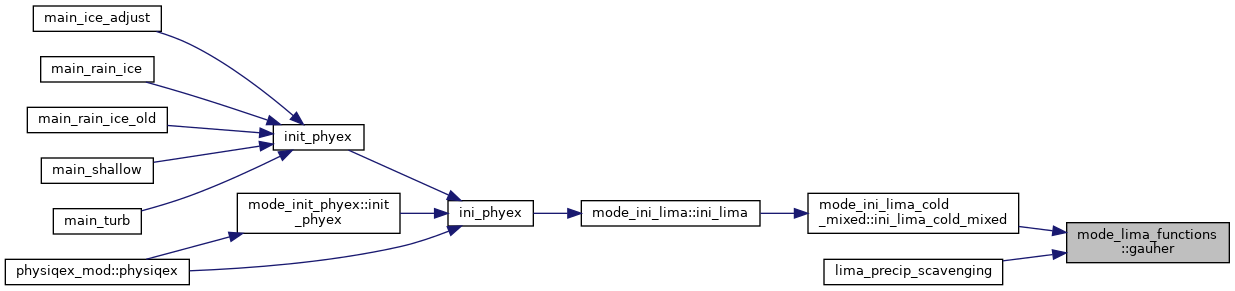 main_ice_adjust
main_rain_ice
main_rain_ice_old
main_shallow
main_turb
init_phyex
mode_init_phyex::init
_phyex
physiqex_mod::physiqex
ini_phyex
mode_ini_lima::ini_lima
mode_ini_lima_cold
_mixed::ini_lima_cold_mixed
lima_precip_scavenging
mode_lima_functions
::gauher